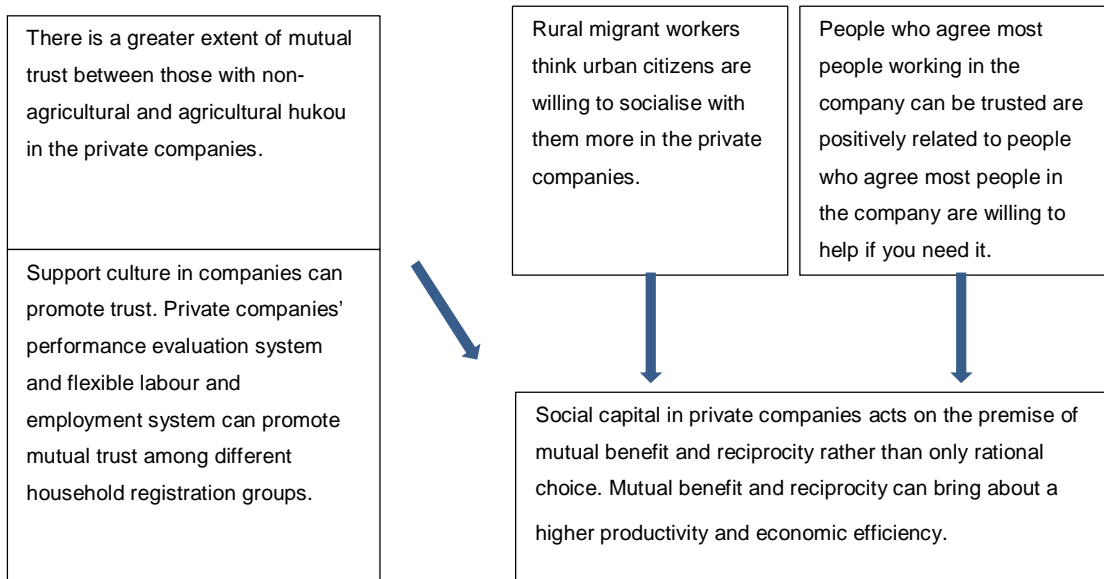 There is a greater extent of mutual
trust between those with non-
agricultural and agricultural hukou
in the private companies.
Support culture in companies can
promote trust. Private companies’
performance evaluation system
and flexible labour and
employment system can promote
mutual trust among different
household registration groups.
Rural migrant workers
think urban citizens are
willing to socialise with
them more in the private
companies.
People who agree most
people working in the
company can be trusted are
positively related to people
who agree most people in
the company are willing to
help if you need it.
Social capital in private companies acts on the premise of
mutual benefit and reciprocity rather than only rational
choice. Mutual benefit and reciprocity can bring about a
higher productivity and economic efficiency.